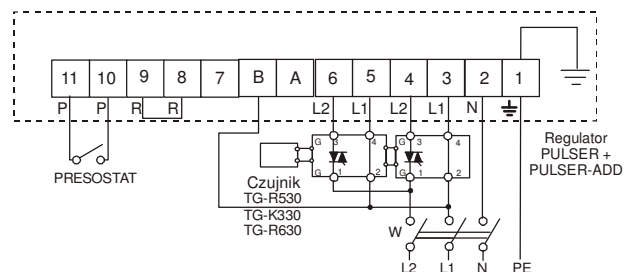 11 10 9 8 7 B A 6 5 4 3 2 1
P P R R L2 L1 L2 L1 N
G 3 4 G 3 4
G 1 2 G 1 2
PRESOSTAT
Czujnik
TG-R530
TG-K330
TG-R630
Regulator
PULSER +
PULSER-ADD
W
L2 L1 N PE